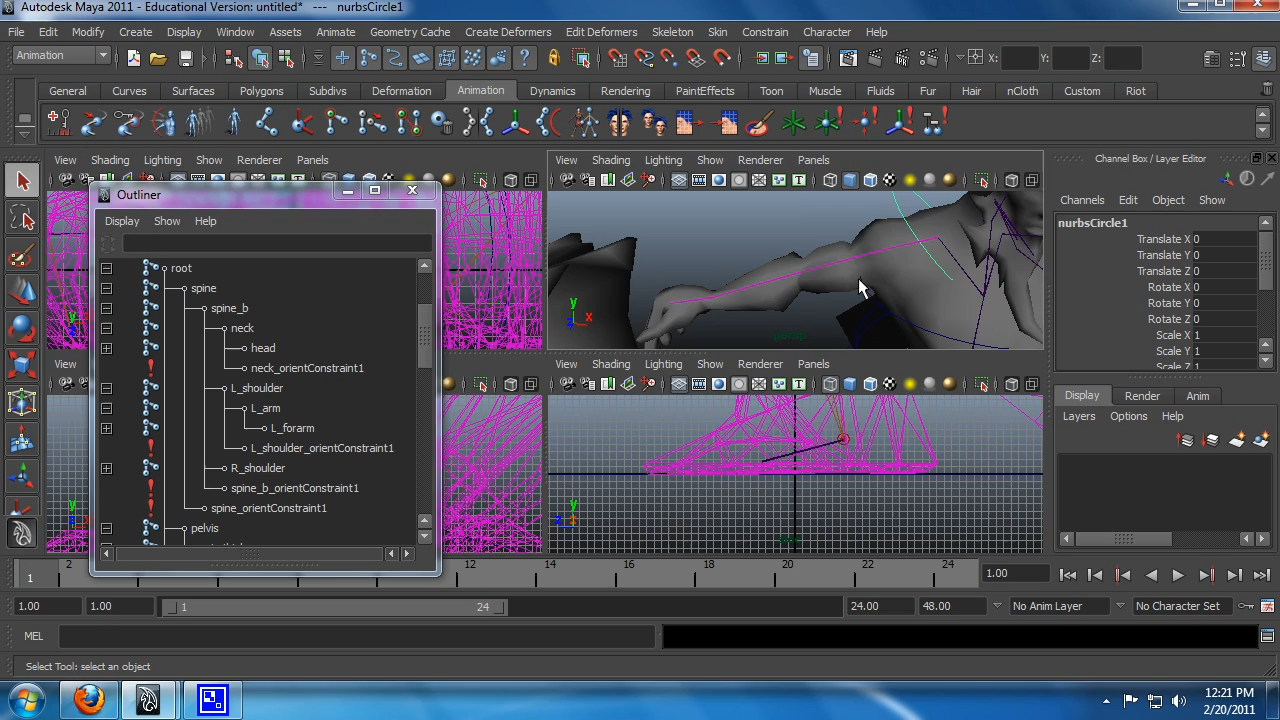 Autodesk Maya 2011 - Educational Version: untitled* --- nurbsCircle1
File Edit Modify Create Display Window Assets Animate Geometry Cache Create Deformers Edit Deformers Skeleton Skin Constrain Character Help
Animation X: Y: Z:
General Curves Surfaces Polygons Subdivs Deformation Animation Dynamics Rendering PaintEffects Toon Muscle Fluids Fur Hair nCloth Custom Riot
View Shading Lighting Show Renderer Panels
View Shading Lighting Show Renderer Panels
Channel Box / Layer Editor
Outliner
Display Show Help
root
spine
spine_b
neck
head
neck_orientConstraint1
L_shoulder
L_arm
L_forarm
L_shoulder_orientConstraint1
R_shoulder
spine_b_orientConstraint1
spine_orientConstraint1
pelvis
y
x
z
persp
View
View Shading Lighting Show Renderer Panels
y
z
Channels Edit Object Show
nurbsCircle1
Translate X 0
Translate Y 0
Translate Z 0
Rotate X 0
Rotate Y 0
Rotate Z 0
Scale X 1
Scale Y 1
Scale Z 1
Display Render Anim
Layers Options Help
1 2 12 14 16 18 20 22 24
1.00
1.00 1.00 1 24 24.00 48.00 No Anim Layer No Character Set
MEL
Select Tool: select an object
12:21 PM
2/20/2011